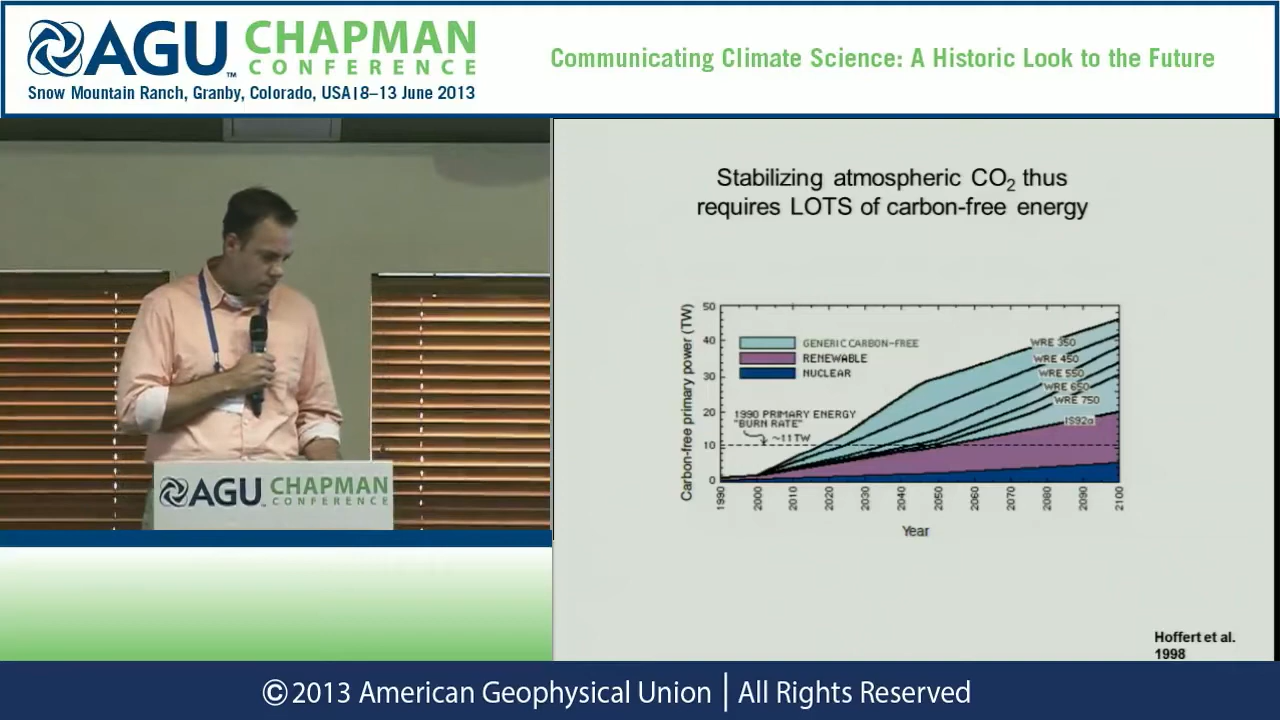 AGU CHAPMAN
CONFERENCE
Snow Mountain Ranch, Granby, Colorado, USA|8–13 June 2013
Communicating Climate Science: A Historic Look to the Future
Stabilizing atmospheric CO₂ thus
requires LOTS of carbon-free energy
Carbon-free primary power (TW)
50
40
30
20
10
0
GENERIC CARBON-FREE
RENEWABLE
NUCLEAR
1990 PRIMARY ENERGY
"BURN RATE"
~11 TW
WRE 350
WRE 450
WRE 550
WRE 650
WRE 750
IS92a
1990
2000
2010
2020
2030
2040
2050
2060
2070
2080
2090
2100
Year
Hoffert et al.
1998
AGU CHAPMAN
CONFERENCE
©2013 American Geophysical Union | All Rights Reserved